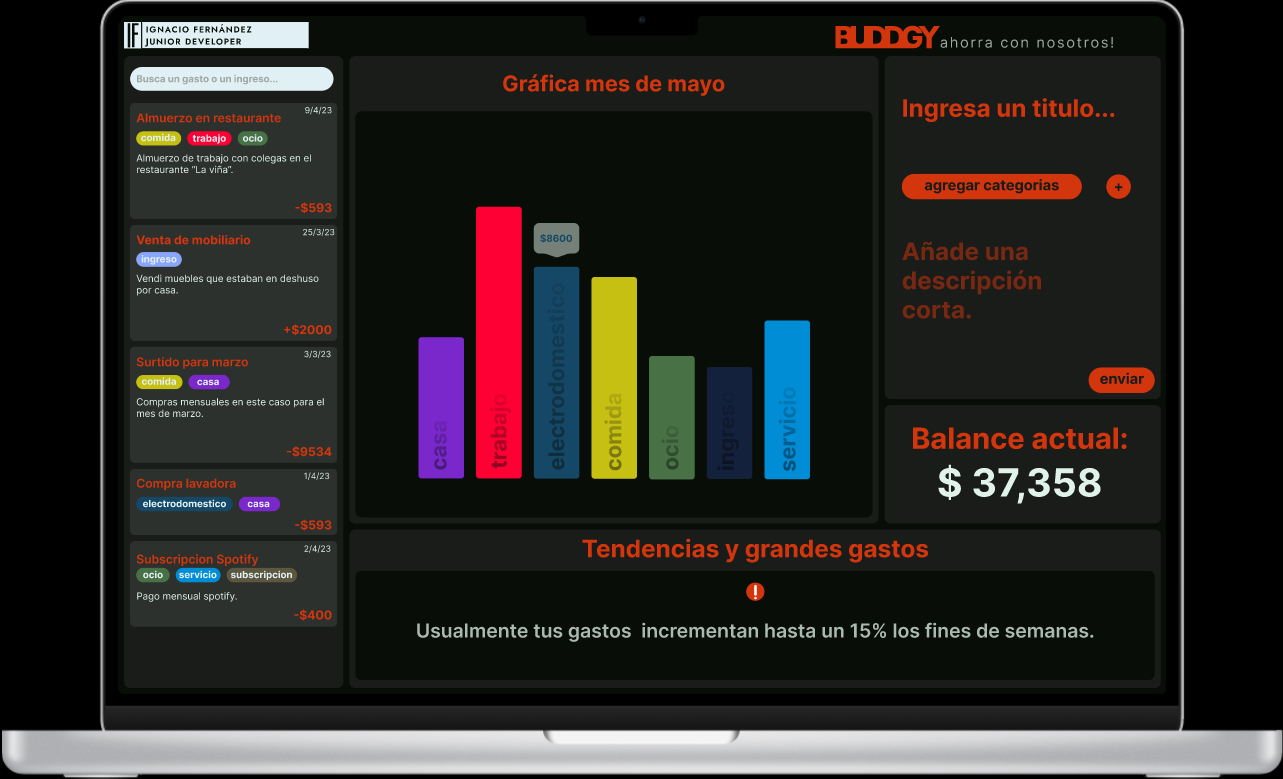 IGNACIO FERNÁNDEZ
JUNIOR DEVELOPER
BUDDGY ahorra con nosotros!
Busca un gasto o un ingreso...
9/4/23
Almuerzo en restaurante
comida trabajo ocio
Almuerzo de trabajo con colegas en el
restaurante "La viña".
-$593
25/3/23
Venta de mobiliario
ingreso
Vendi muebles que estaban en deshuso
por casa.
+$2000
3/3/23
Surtido para marzo
comida casa
Compras mensuales en este caso para el
mes de marzo.
-$9534
1/4/23
Compra lavadora
electrodomestico casa
-$593
2/4/23
Subscripcion Spotify
ocio servicio subscripcion
Pago mensual spotify.
-$400
Gráfica mes de mayo
$8600
casa
trabajo
electrodomestico
comida
ocio
ingreso
servicio
Ingresa un titulo...
agregar categorias +
Añade una
descripción
corta.
enviar
Balance actual:
$ 37,358
Tendencias y grandes gastos
!
Usualmente tus gastos incrementan hasta un 15% los fines de semanas.